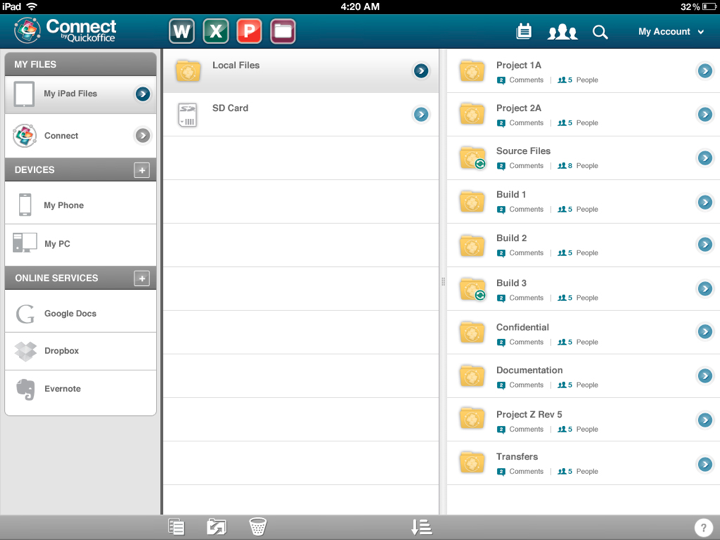 iPad 4:20 AM 32%
Connect
by Quickoffice
W X P
My Account
MY FILES
My iPad Files
Connect
DEVICES
My Phone
My PC
ONLINE SERVICES
Google Docs
Dropbox
Evernote
Local Files
SD Card
Project 1A
2 Comments | 5 People
Project 2A
2 Comments | 5 People
Source Files
2 Comments | 8 People
Build 1
2 Comments | 5 People
Build 2
2 Comments | 5 People
Build 3
2 Comments | 5 People
Confidential
2 Comments | 5 People
Documentation
2 Comments | 5 People
Project Z Rev 5
2 Comments | 5 People
Transfers
2 Comments | 5 People
?